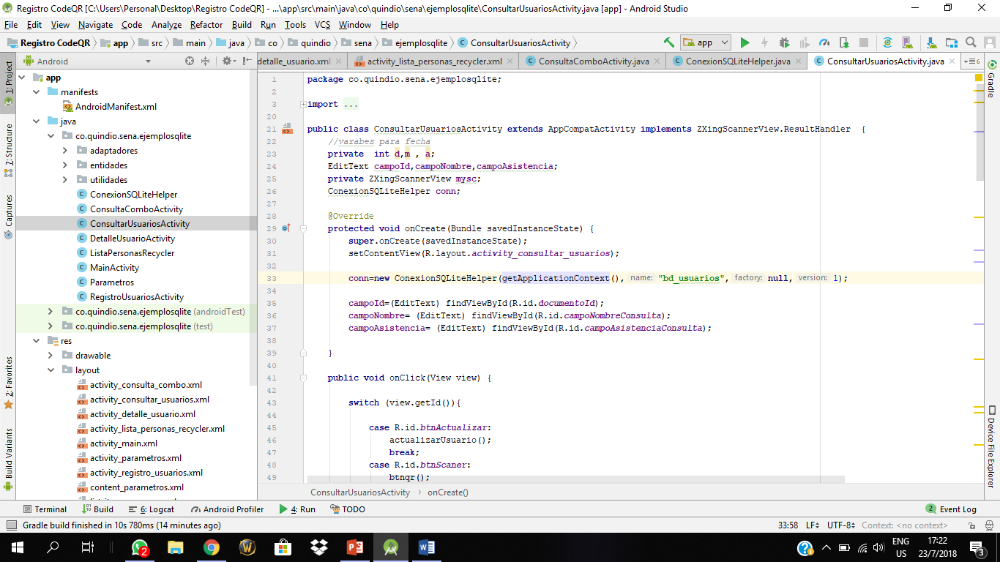 Registro CodeQR [C:\Users\Personal\Desktop\Registro CodeQR] - ...\app\src\main\java\co\quindio\sena\ejemplosqlite\ConsultarUsuariosActivity.java [app] - Android Studio
File Edit View Navigate Code Analyze Refactor Build Run Tools VCS Window Help
Registro CodeQR app src main java co quindio sena ejemplosqlite ConsultarUsuariosActivity app
Android
detalle_usuario.xml activity_lista_personas_recycler.xml ConsultaComboActivity.java ConexionSQLiteHelper.java ConsultarUsuariosActivity.java 6
1: Project
7: Structure
Captures
2: Favorites
Build Variants
app
manifests
AndroidManifest.xml
java
co.quindio.sena.ejemplosqlite
adaptadores
entidades
utilidades
ConexionSQLiteHelper
ConsultaComboActivity
ConsultarUsuariosActivity
DetalleUsuarioActivity
ListaPersonasRecycler
MainActivity
Parametros
RegistroUsuariosActivity
co.quindio.sena.ejemplosqlite (androidTest)
co.quindio.sena.ejemplosqlite (test)
res
drawable
layout
activity_consulta_combo.xml
activity_consultar_usuarios.xml
activity_detalle_usuario.xml
activity_lista_personas_recycler.xml
activity_main.xml
activity_parametros.xml
activity_registro_usuarios.xml
content_parametros.xml
1 package co.quindio.sena.ejemplosqlite;
2
3 import ...
20
21 public class ConsultarUsuariosActivity extends AppCompatActivity implements ZXingScannerView.ResultHandler {
22 //varabes para fecha
23 private int d,m , a;
24 EditText campoId,campoNombre,campoAsistencia;
25 private ZXingScannerView mysc;
26 ConexionSQLiteHelper conn;
27
28 @Override
29 protected void onCreate(Bundle savedInstanceState) {
30 super.onCreate(savedInstanceState);
31 setContentView(R.layout.activity_consultar_usuarios);
32
33 conn=new ConexionSQLiteHelper(getApplicationContext(), name: "bd_usuarios", factory: null, version: 1);
34
35 campoId=(EditText) findViewById(R.id.documentoId);
36 campoNombre= (EditText) findViewById(R.id.campoNombreConsulta);
37 campoAsistencia= (EditText) findViewById(R.id.campoAsistenciaConsulta);
38
39 }
40
41 public void onClick(View view) {
42
43 switch (view.getId()){
44
45 case R.id.btnActualizar:
46 actualizarUsuario();
47 break;
48 case R.id.btnScaner:
49 btnqr();
ConsultarUsuariosActivity onCreate()
Gradle
Device File Explorer
Terminal Build 6: Logcat Android Profiler 4: Run TODO 2 Event Log
Gradle build finished in 10s 780ms (14 minutes ago) 33:58 LF UTF-8 Context: <no context>
2
ENG
US
17:22
23/7/2018
3